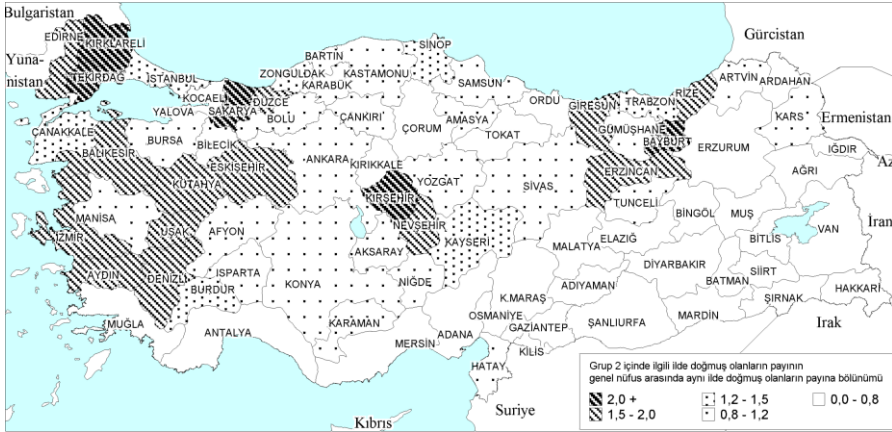 Bulgaristan
Gürcistan
EDİRNE
KIRKLARELİ
SİNOP
BARTIN
Yuna-
nistan
TEKİRDAĞ
İSTANBUL
ZONGULDAK
KASTAMONU
ARTVİN
ARDAHAN
KARABÜK
SAMSUN
KOCAELİ
DÜZCE
RİZE
YALOVA
SAKARYA
BOLU
ÇANKIRI
AMASYA
ORDU
GİRESUN
TRABZON
KARS
Ermenistan
ÇANAKKALE
BURSA
BİLECİK
ÇORUM
TOKAT
GÜMÜŞHANE
BAYBURT
ERZURUM
IĞDIR
BALIKESİR
ESKİŞEHİR
ANKARA
KIRIKKALE
Az
KÜTAHYA
YOZGAT
SİVAS
ERZİNCAN
AĞRI
KIRŞEHİR
TUNCELİ
MANİSA
UŞAK
AFYON
NEVŞEHİR
BİNGÖL
MUŞ
İran
İZMİR
KAYSERİ
VAN
AKSARAY
MALATYA
ELAZIĞ
BİTLİS
AYDIN
DENİZLİ
ISPARTA
KONYA
NİĞDE
DİYARBAKIR
SİİRT
BURDUR
ADIYAMAN
BATMAN
HAKKARİ
K.MARAŞ
ŞIRNAK
MUĞLA
KARAMAN
OSMANİYE
ŞANLIURFA
MARDİN
Irak
ANTALYA
MERSİN
ADANA
GAZİANTEP
KİLİS
HATAY
Suriye
Kıbrıs
Grup 2 içinde ilgili ilde doğmuş olanların payının
genel nüfus arasında aynı ilde doğmuş olanların payına bölünümü
2,0 + 1,2 - 1,5 0,0 - 0,8
1,5 - 2,0 0,8 - 1,2